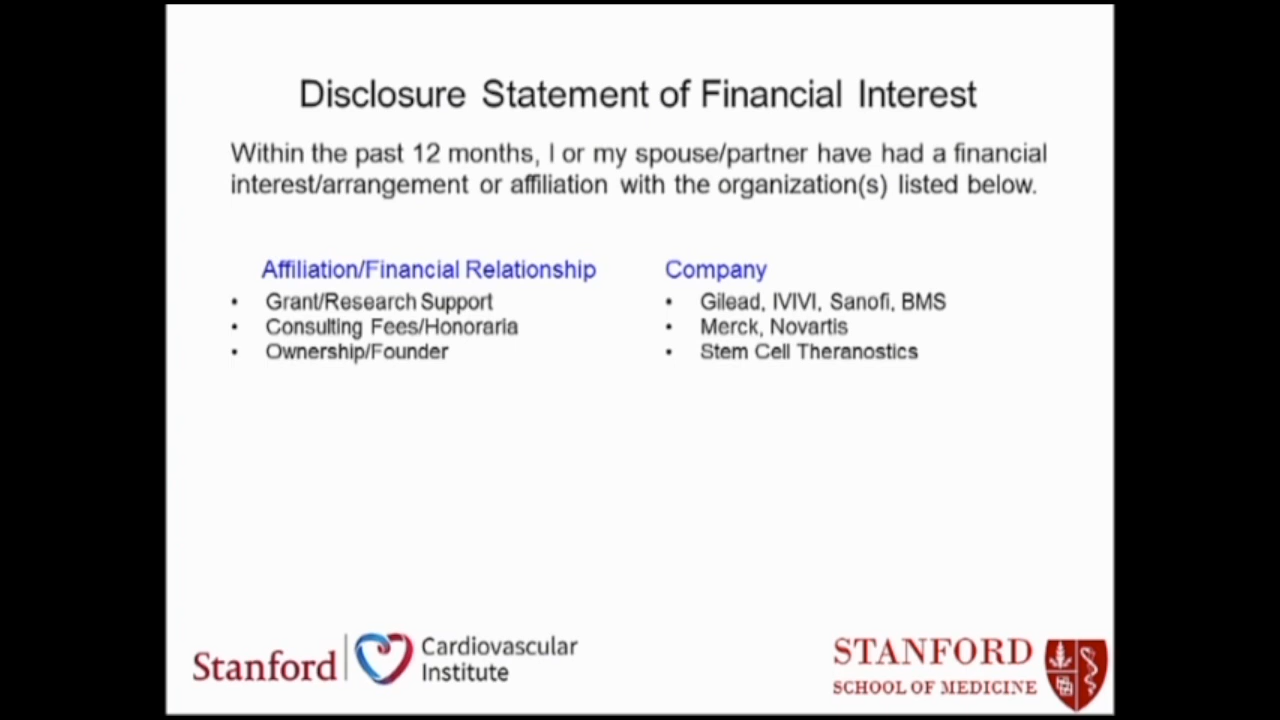 Disclosure Statement of Financial Interest
Within the past 12 months, I or my spouse/partner have had a financial
interest/arrangement or affiliation with the organization(s) listed below.
Affiliation/Financial Relationship
• Grant/Research Support
• Consulting Fees/Honoraria
• Ownership/Founder
Company
• Gilead, IVIVI, Sanofi, BMS
• Merck, Novartis
• Stem Cell Theranostics
Stanford
Cardiovascular
Institute
STANFORD
SCHOOL OF MEDICINE